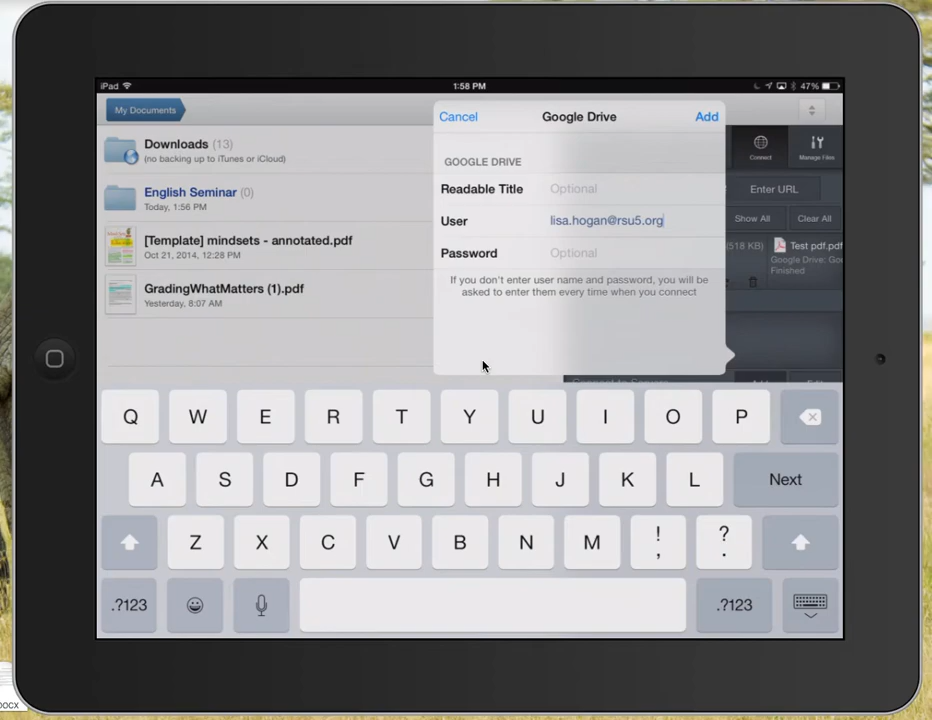 iPad
1:58 PM
47%
My Documents
Cancel
Google Drive
Add
Downloads (13)
(no backing up to iTunes or iCloud)
English Seminar (0)
Today, 1:56 PM
[Template] mindsets - annotated.pdf
Oct 21, 2014, 12:28 PM
GradingWhatMatters (1).pdf
Yesterday, 8:07 AM
GOOGLE DRIVE
Readable Title
Optional
User
lisa.hogan@rsu5.org
Password
Optional
If you don't enter user name and password, you will be
asked to enter them every time when you connect
Connect
Manage Files
Enter URL
Show All
Clear All
(518 KB)
Test pdf.pdf
Google Drive: Go
Finished
Q W E R T Y U I O P
A S D F G H J K L Next
Z X C V B N M ! , ? .
.?123
.?123